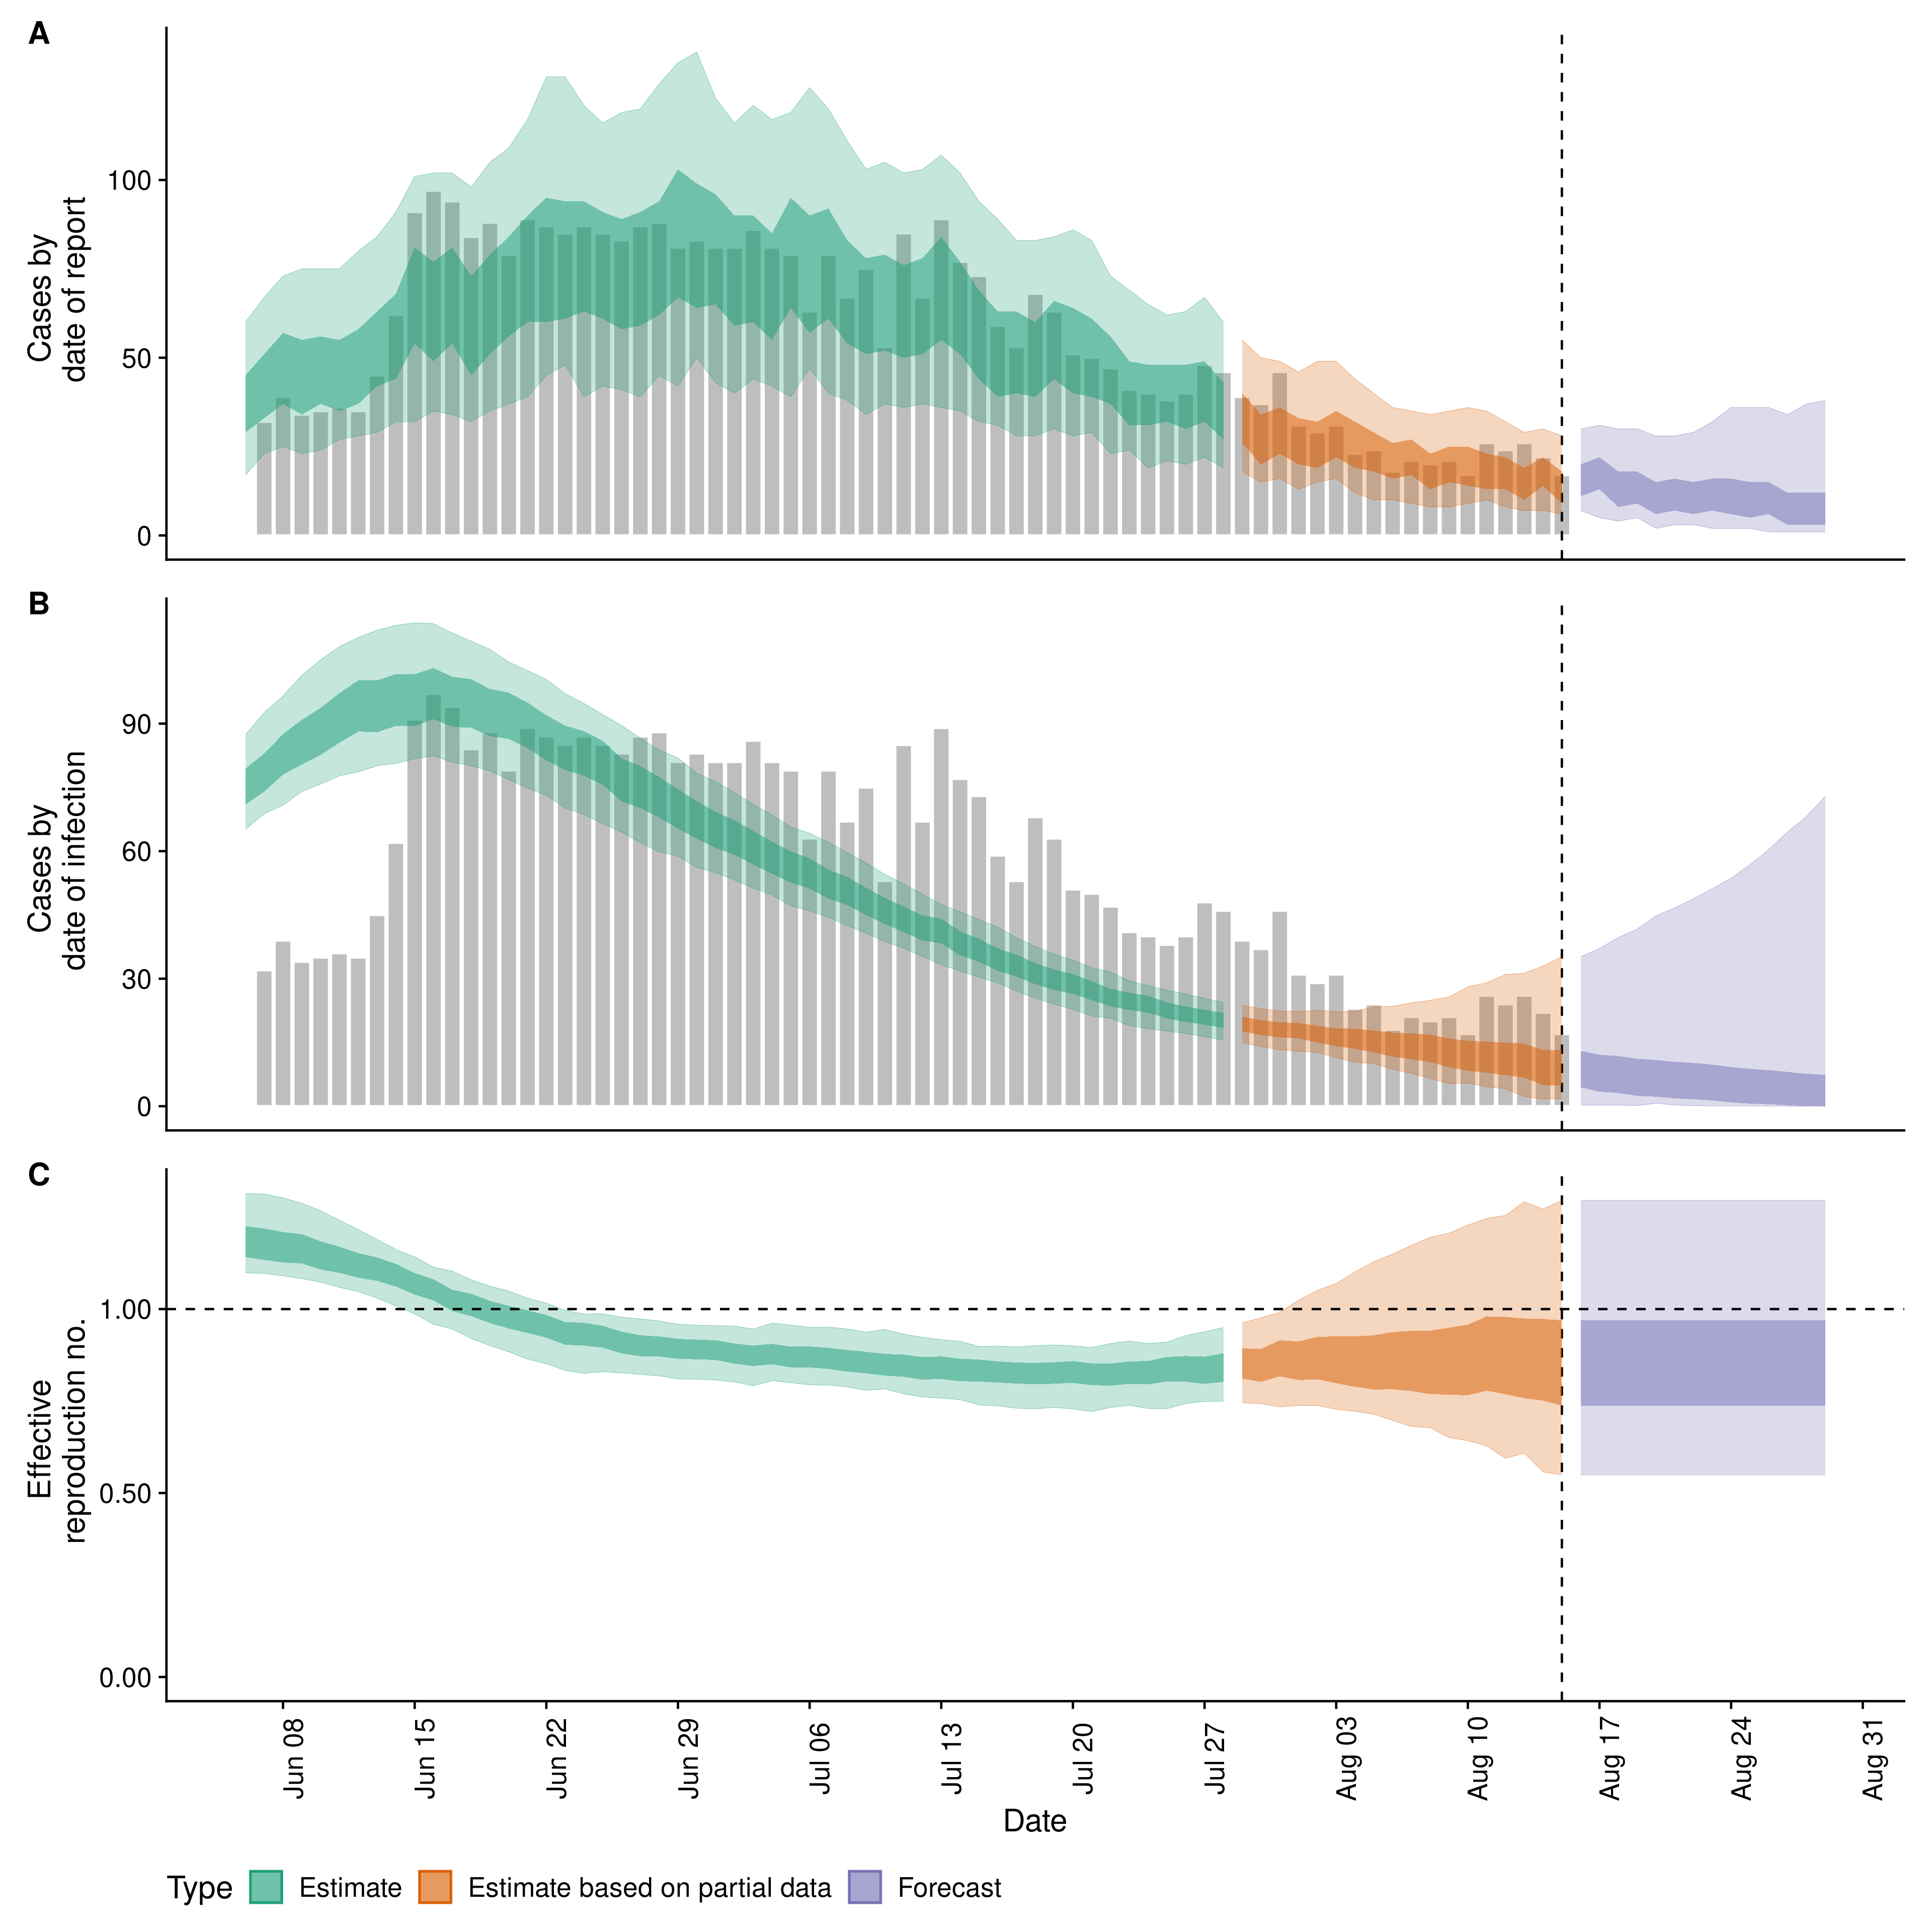 A
Cases by
date of report
100
50
0
B
Cases by
date of infection
90
60
30
0
C
Effective
reproduction no.
1.00
0.50
0.00
Jun 08
Jun 15
Jun 22
Jun 29
Jul 06
Jul 13
Jul 20
Jul 27
Aug 03
Aug 10
Aug 17
Aug 24
Aug 31
Date
Type Estimate Estimate based on partial data Forecast